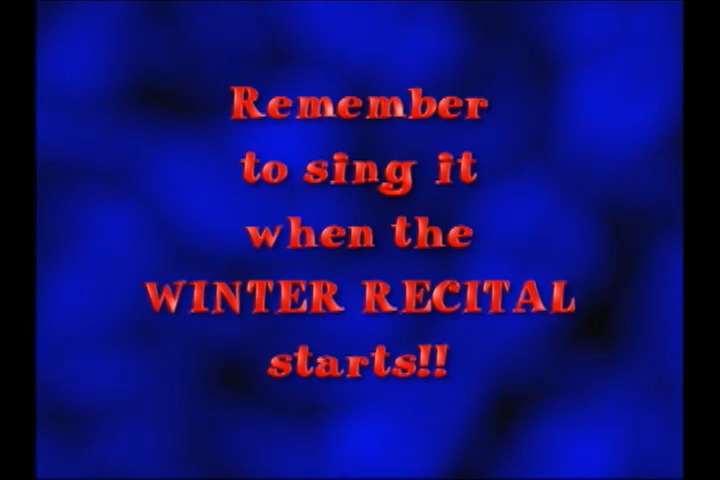 Remember
to sing it
when the
WINTER RECITAL
starts!!